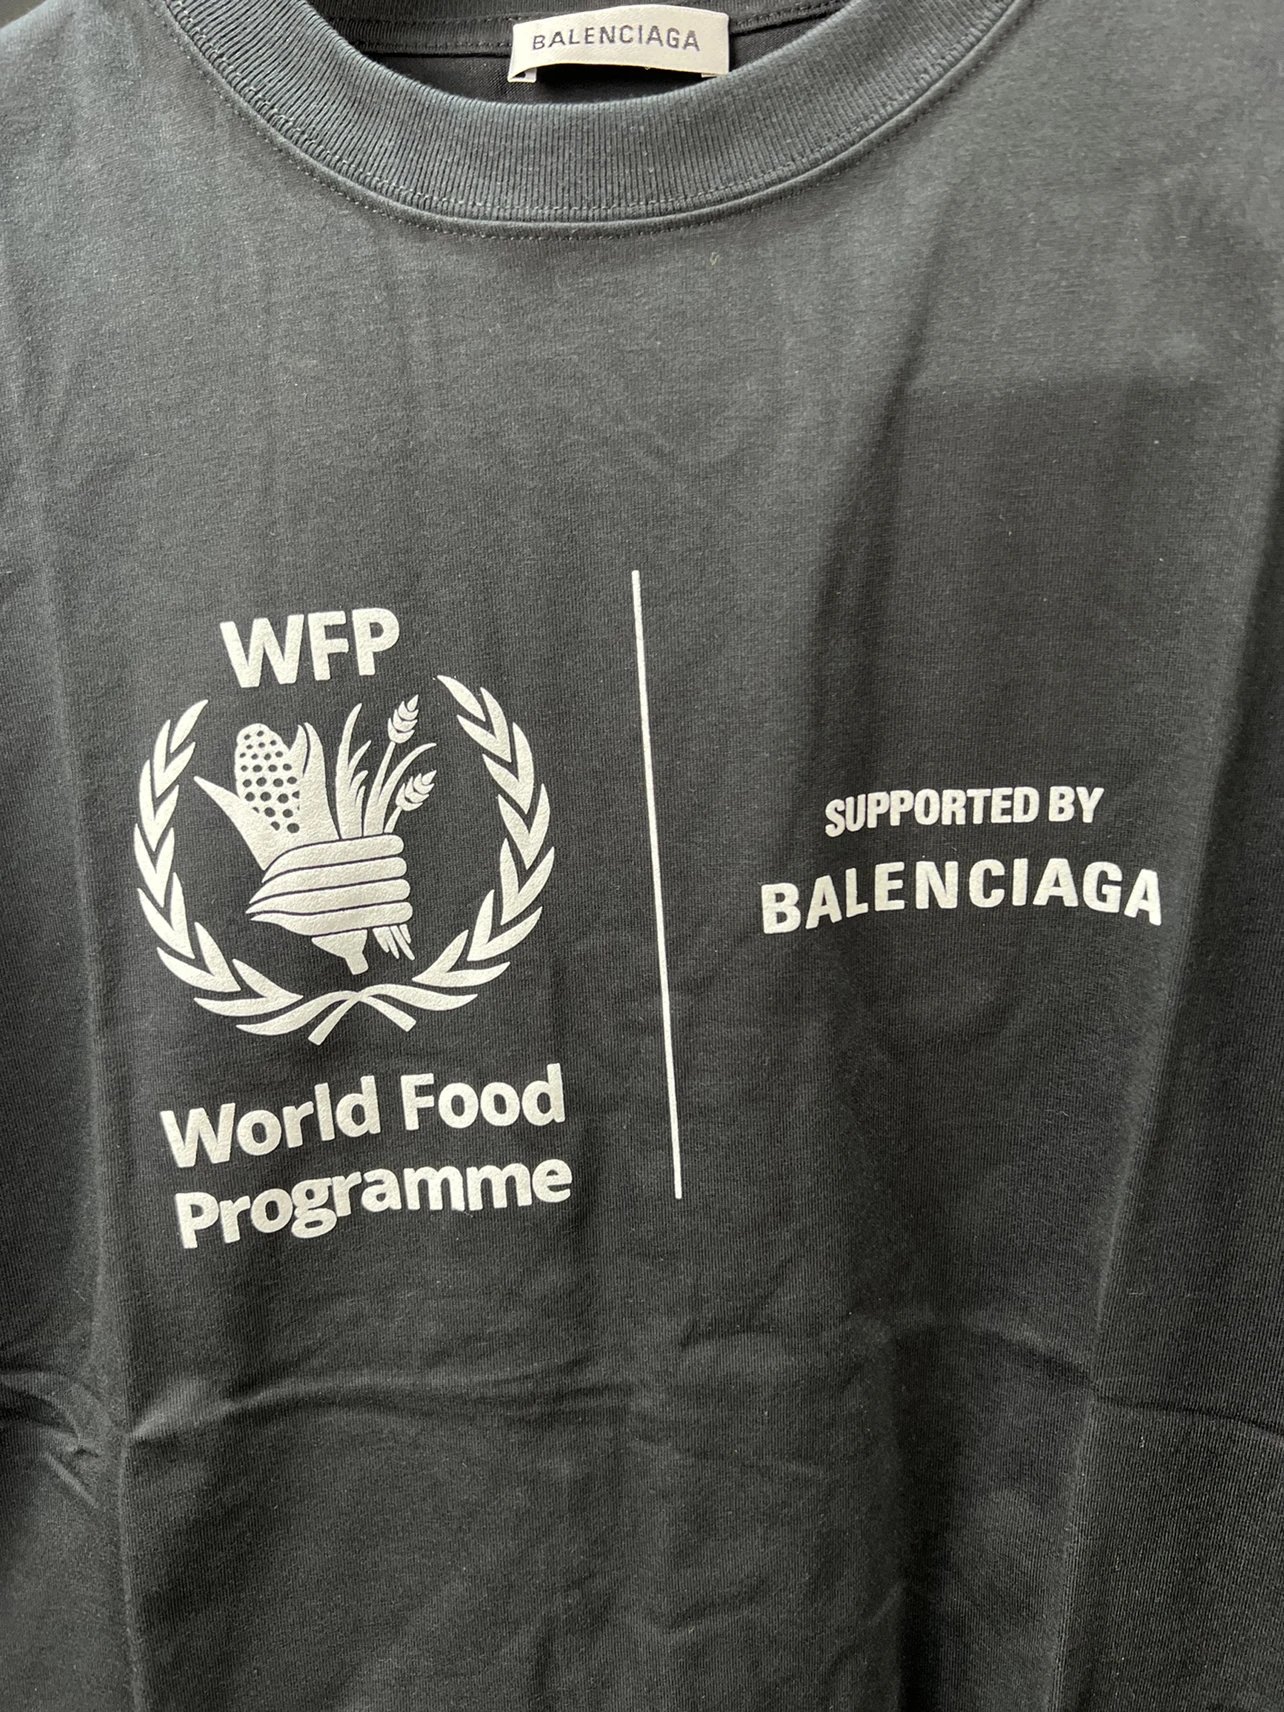 BALENCIAGA
WFP
SUPPORTED BY
BALENCIAGA
World Food
Programme